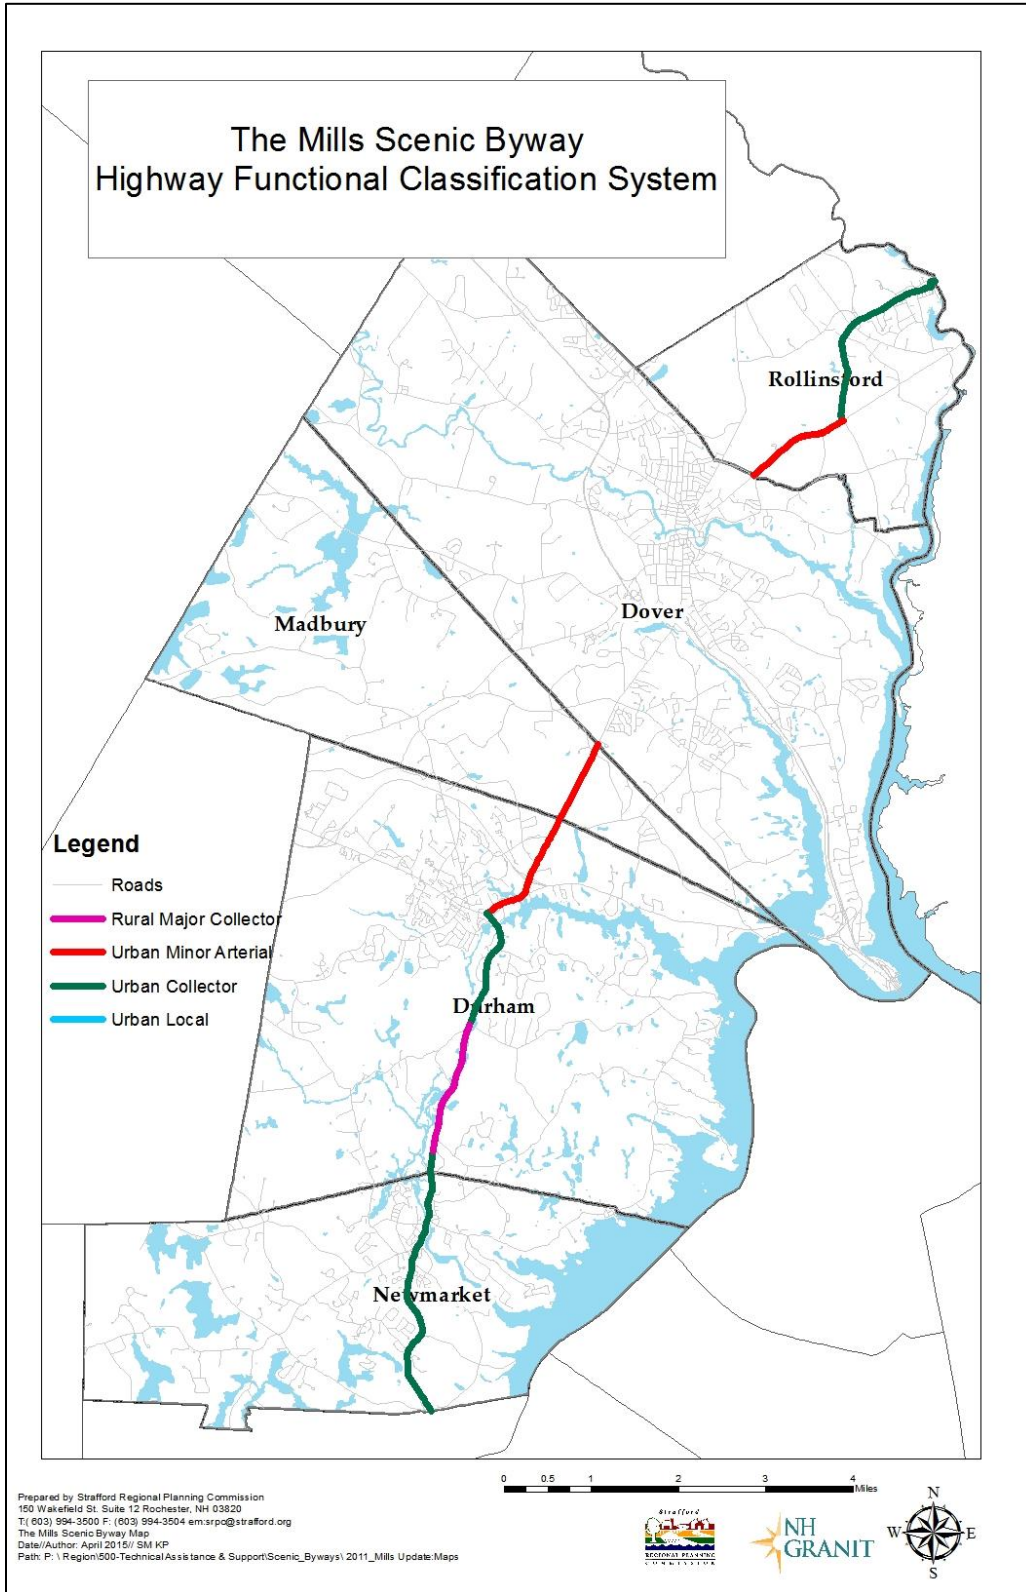 The Mills Scenic Byway
Highway Functional Classification System
Rollinsford
Dover
Madbury
Legend
Roads
Rural Major Collector
Urban Minor Arterial
Urban Collector
Urban Local
Durham
Newmarket
0 0.5 1 2 3 4
Miles
Prepared by Strafford Regional Planning Commission
150 Wakefield St. Suite 12 Rochester, NH 03820
T:( 603) 994-3500 F: (603) 994-3504 em:srpc@strafford.org
The Mills Scenic Byway Map
Date//Author: April 2015// SM KP
Path: P: \ Region\500-Technical Assistance & Support\Scenic_Byways\ 2011_Mills Update:Maps
Strafford
REGIONAL PLANNING
COMMISSION
NH
GRANIT
N
W E
S